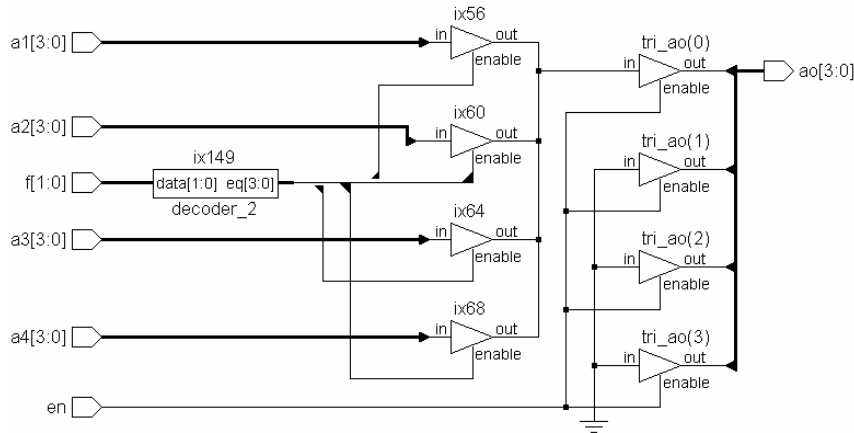 ix56
a1[3:0]
in
out
enable
tri_ao(0)
in
out
enable
ao[3:0]
a2[3:0]
ix60
in
out
enable
ix149
f[1:0]
data[1:0] eq[3:0]
decoder_2
tri_ao(1)
in
out
enable
ix64
a3[3:0]
in
out
enable
tri_ao(2)
in
out
enable
ix68
a4[3:0]
in
out
enable
tri_ao(3)
in
out
enable
en